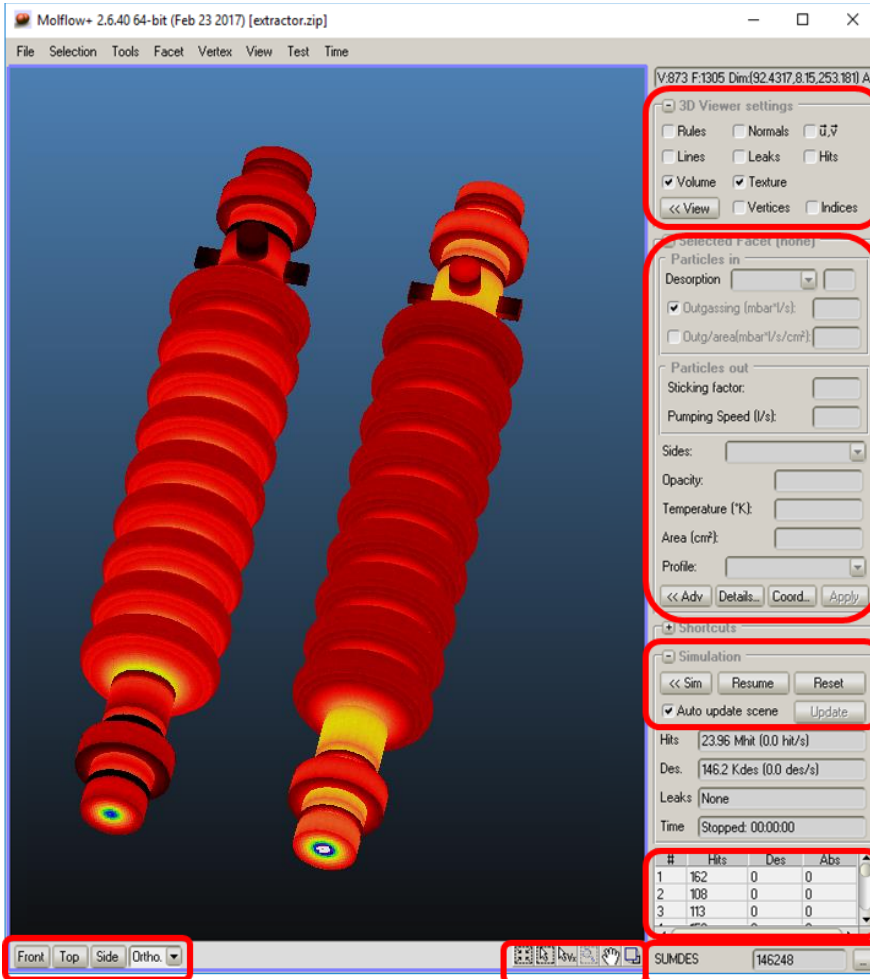 Molflow+ 2.6.40 64-bit (Feb 23 2017) [extractor.zip]
File Selection Tools Facet Vertex View Test Time
V:873 F:1305 Dim:(92.4317,8.15,253.181) A
3D Viewer settings
Rules Normals u,v
Lines Leaks Hits
Volume Texture
<< View Vertices Indices
Selected Facet (none)
Particles in
Desorption
Outgassing (mbar*l/s):
Outg/area(mbar*l/s/cm²):
Particles out
Sticking factor:
Pumping Speed (l/s):
Sides:
Opacity:
Temperature (°K):
Area (cm²):
Profile:
<< Adv Details... Coord... Apply
Shortcuts
Simulation
<< Sim Resume Reset
Auto update scene Update
Hits 23.96 Mhit (0.0 hit/s)
Des. 146.2 Kdes (0.0 des/s)
Leaks None
Time Stopped: 00:00:00
# Hits Des Abs
1 162 0 0
2 108 0 0
3 113 0 0
Front Top Side Ortho. SUMDES 146248 ...